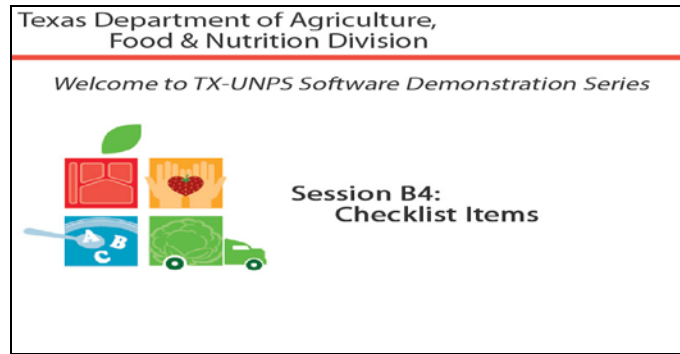 Texas Department of Agriculture,
Food & Nutrition Division
Welcome to TX-UNPS Software Demonstration Series
Session B4:
Checklist Items
A B
C